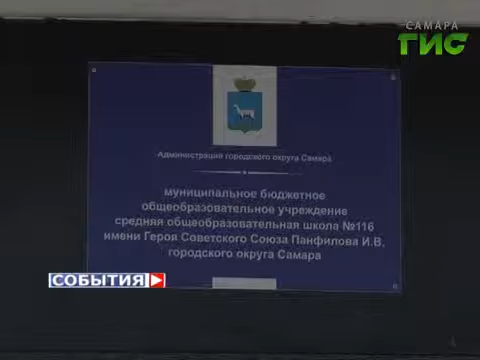 САМАРА
ГИС
Администрация городского округа Самара
муниципальное бюджетное
общеобразовательное учреждение
средняя общеобразовательная школа №116
имени Героя Советского Союза Панфилова И.В.
городского округа Самара
СОБЫТИЯ